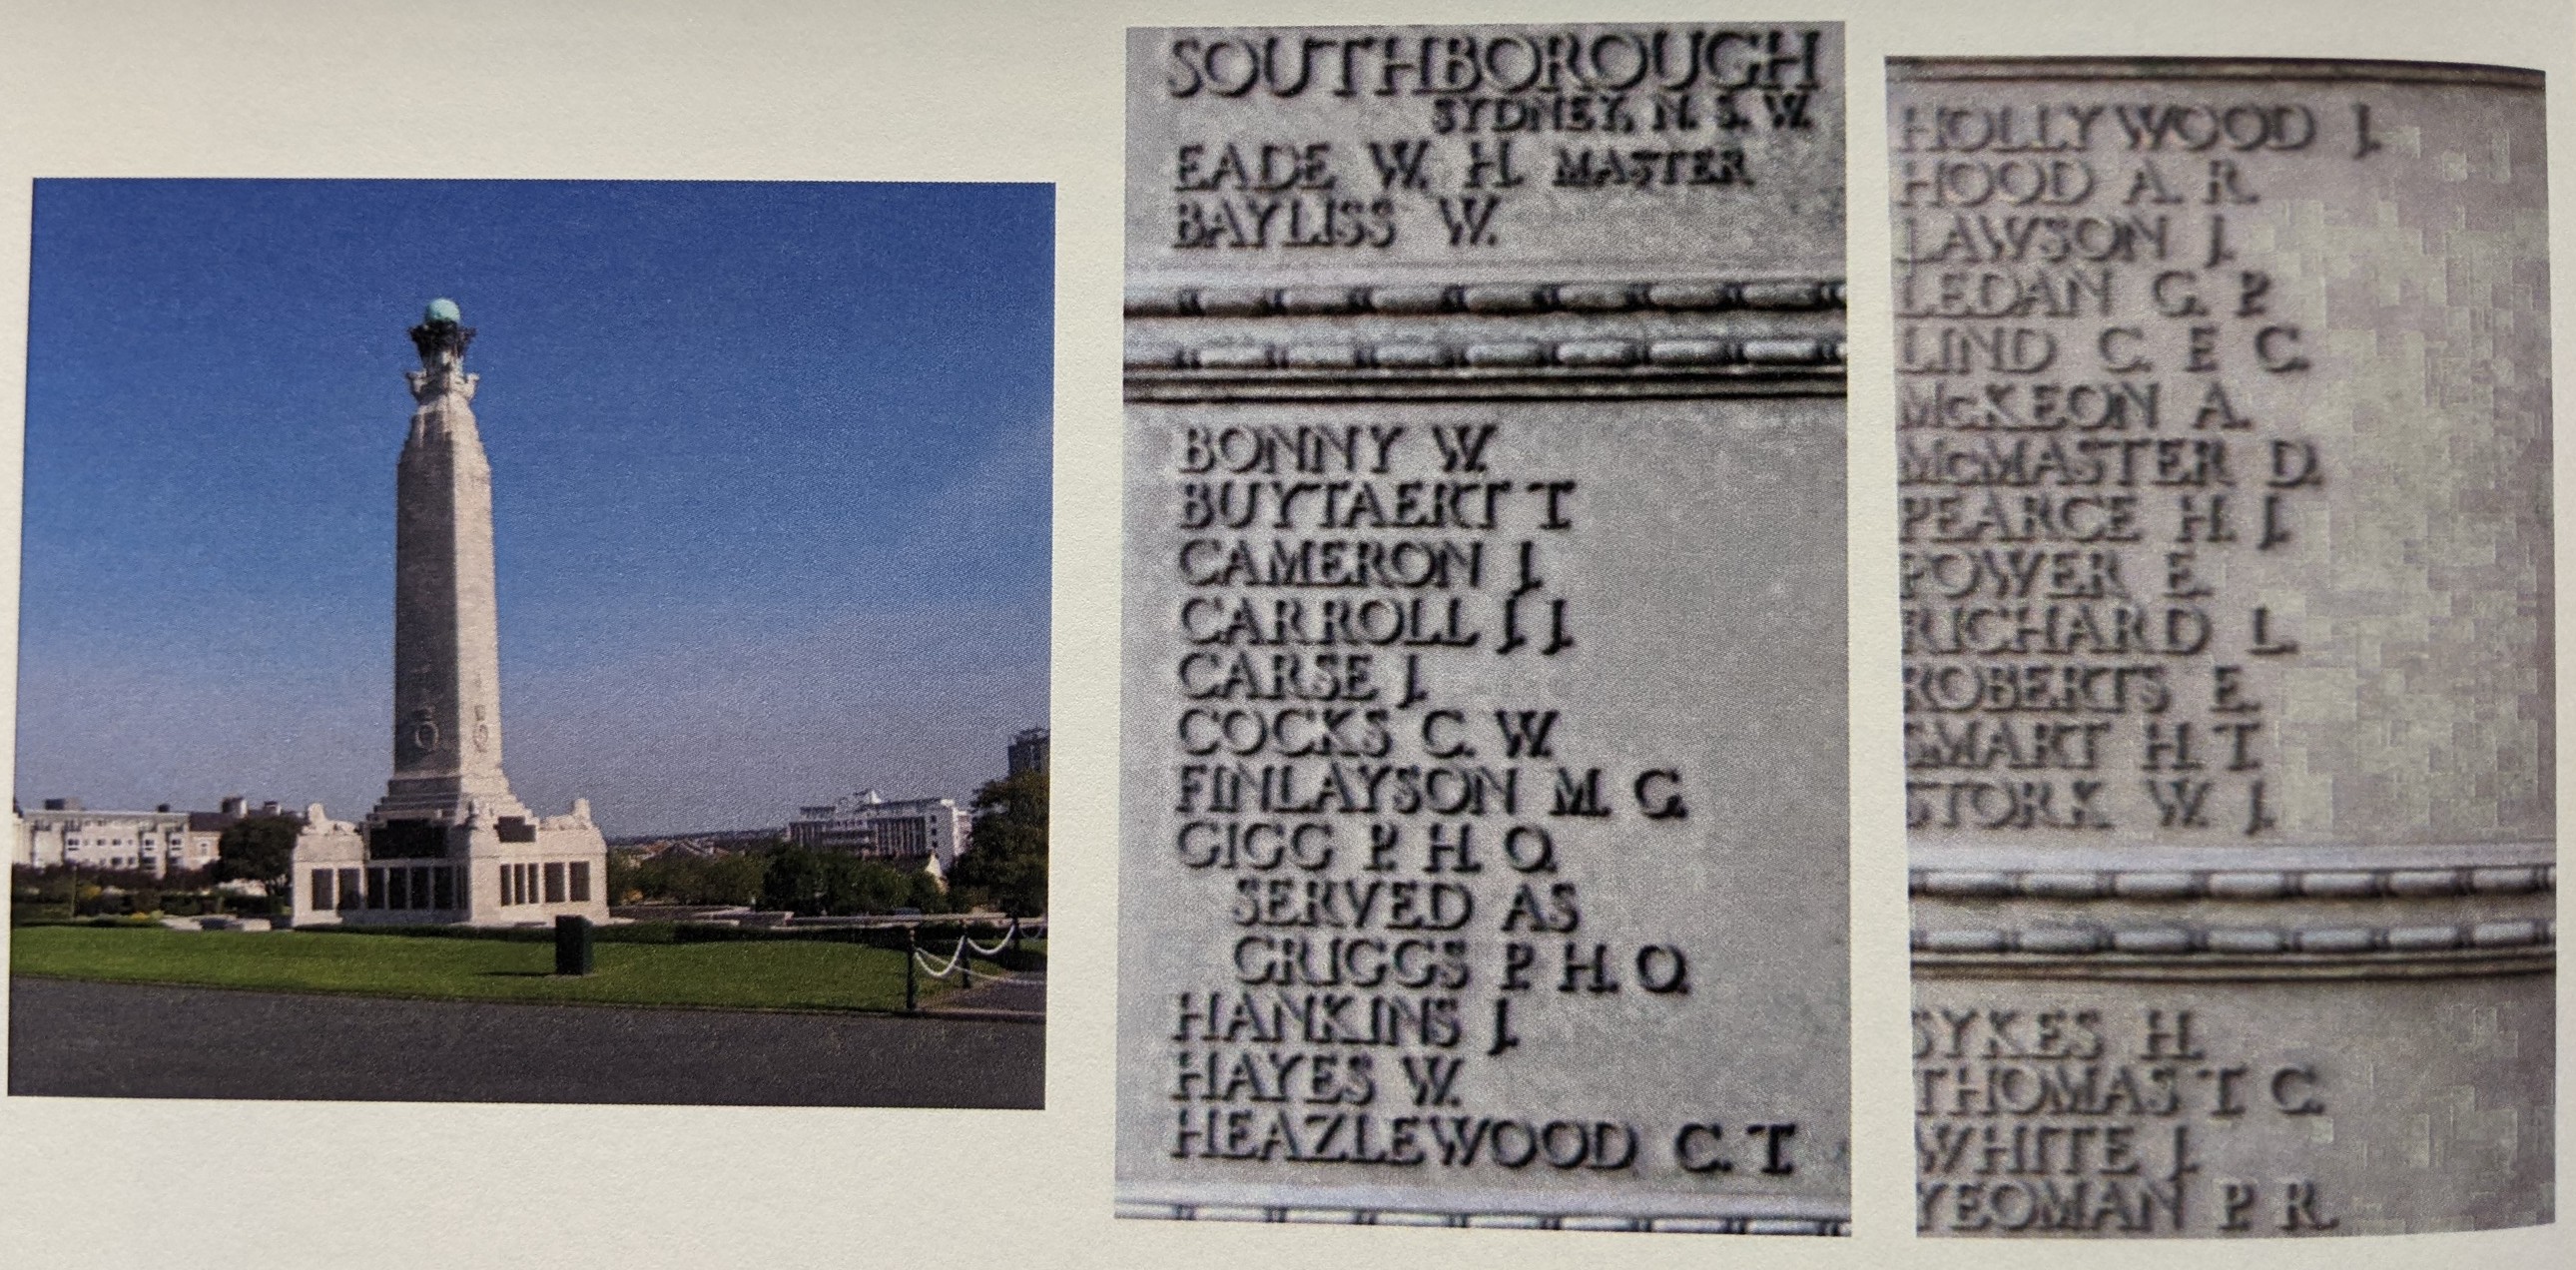 SOUTHBOROUGH
SYDNEY, N. S. W.
EADE W. H. MASTER
BAYLISS W.
BONNY W.
BUYTAERT T.
CAMERON J.
CARROLL J. J.
CARSE J.
COCKS C. W.
FINLAYSON M. G.
GIGG P. H. O.
SERVED AS
GRIGGS P. H. O.
HANKINS J.
HAYES W.
HEAZLEWOOD C. T.
HOLLYWOOD J.
HOOD A. R.
LAWSON J.
LEDAN G. P.
LIND C. E. C.
McKEON A.
McMASTER D.
PEARCE H. J.
POWER E.
RICHARD L.
ROBERTS E.
SMART H. T.
STORK W. J.
SYKES H.
THOMAS T. C.
WHITE J.
YEOMAN P. R.